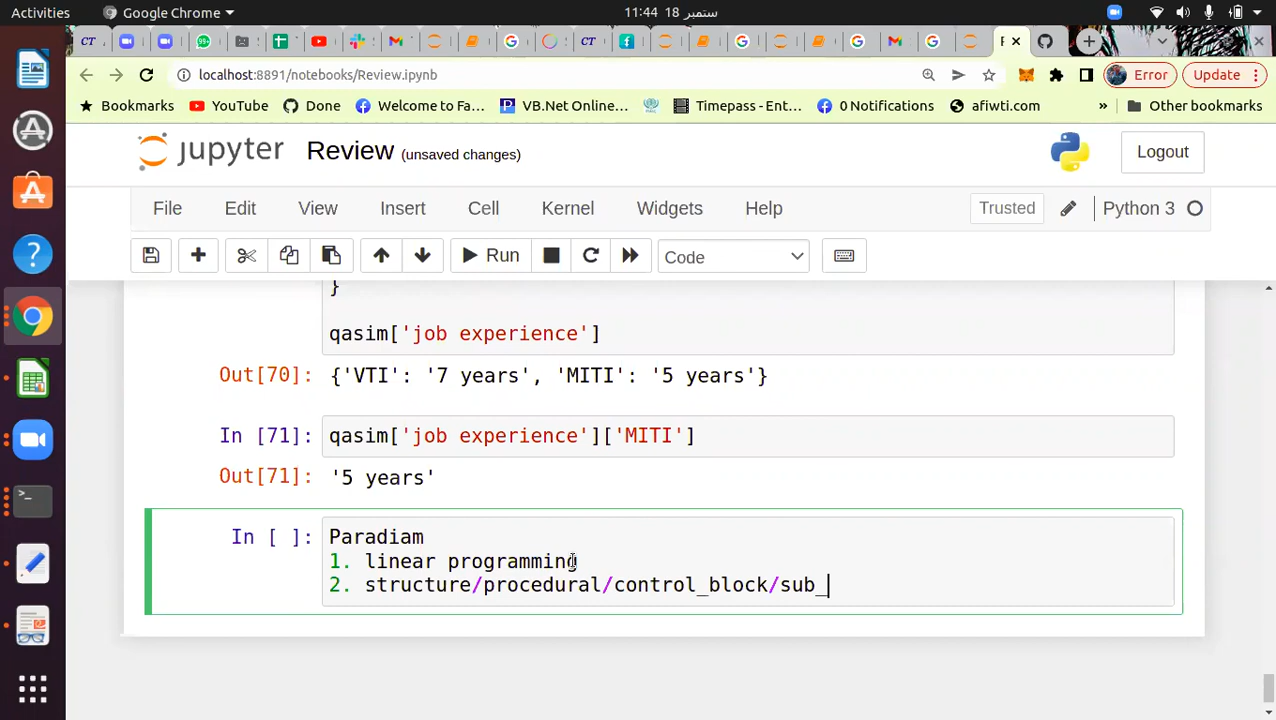 Activities
Google Chrome
18 ستمبر 11:44
CT
CT
F
localhost:8891/notebooks/Review.ipynb
Error
Update
Bookmarks
YouTube
Done
Welcome to Fa...
VB.Net Online...
Timepass - Ent...
0 Notifications
afiwti.com
»
Other bookmarks
jupyter
Review (unsaved changes)
Logout
File
Edit
View
Insert
Cell
Kernel
Widgets
Help
Trusted
Python 3
Run
Code
}
qasim['job experience']
Out[70]: {'VTI': '7 years', 'MITI': '5 years'}
In [71]: qasim['job experience']['MITI']
Out[71]: '5 years'
In [ ]: Paradiam
1. linear programming
2. structure/procedural/control_block/sub_